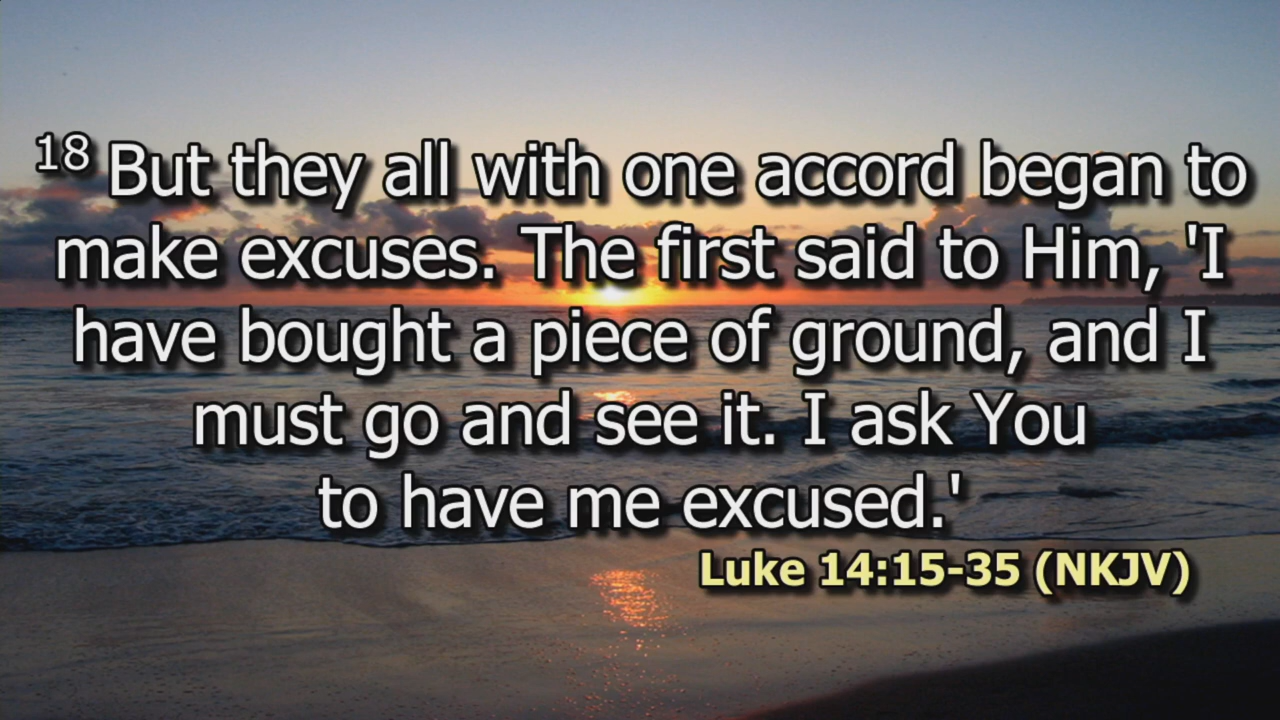 18 But they all with one accord began to
make excuses. The first said to Him, 'I
have bought a piece of ground, and I
must go and see it. I ask You
to have me excused.'
Luke 14:15-35 (NKJV)